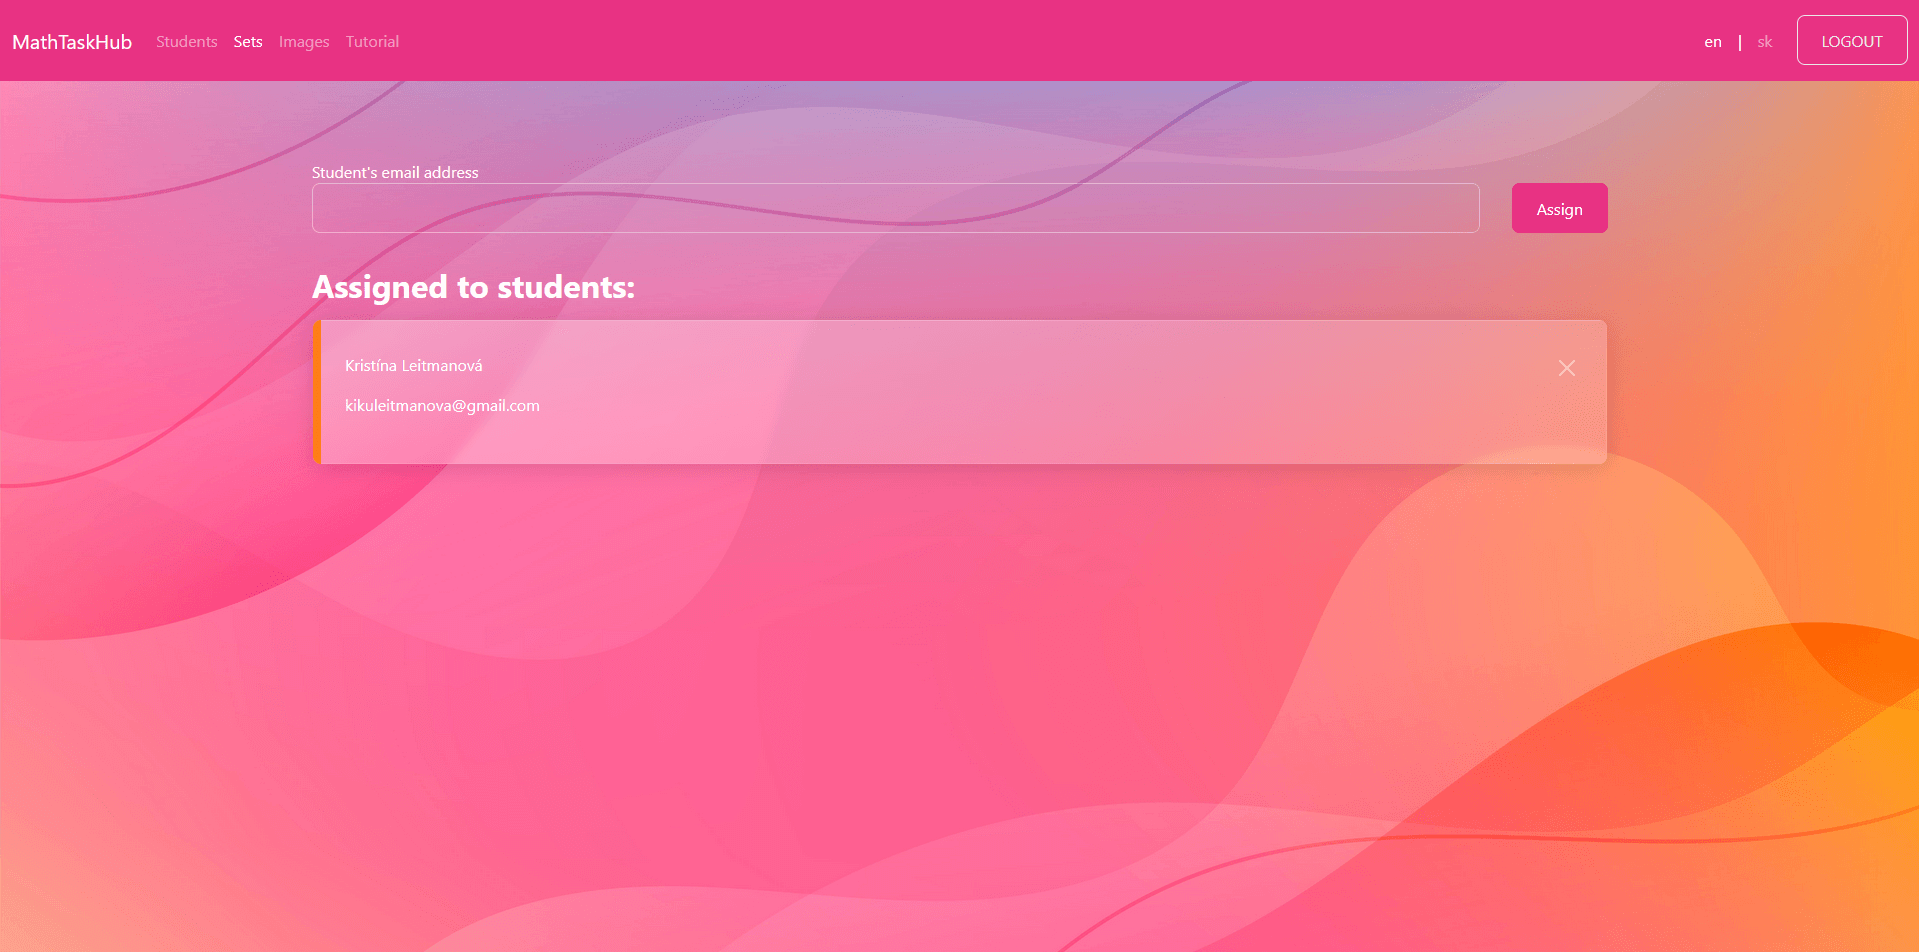 MathTaskHub Students Sets Images Tutorial en | sk LOGOUT
Student's email address
Assign
Assigned to students:
Kristína Leitmanová
kikuleitmanova@gmail.com